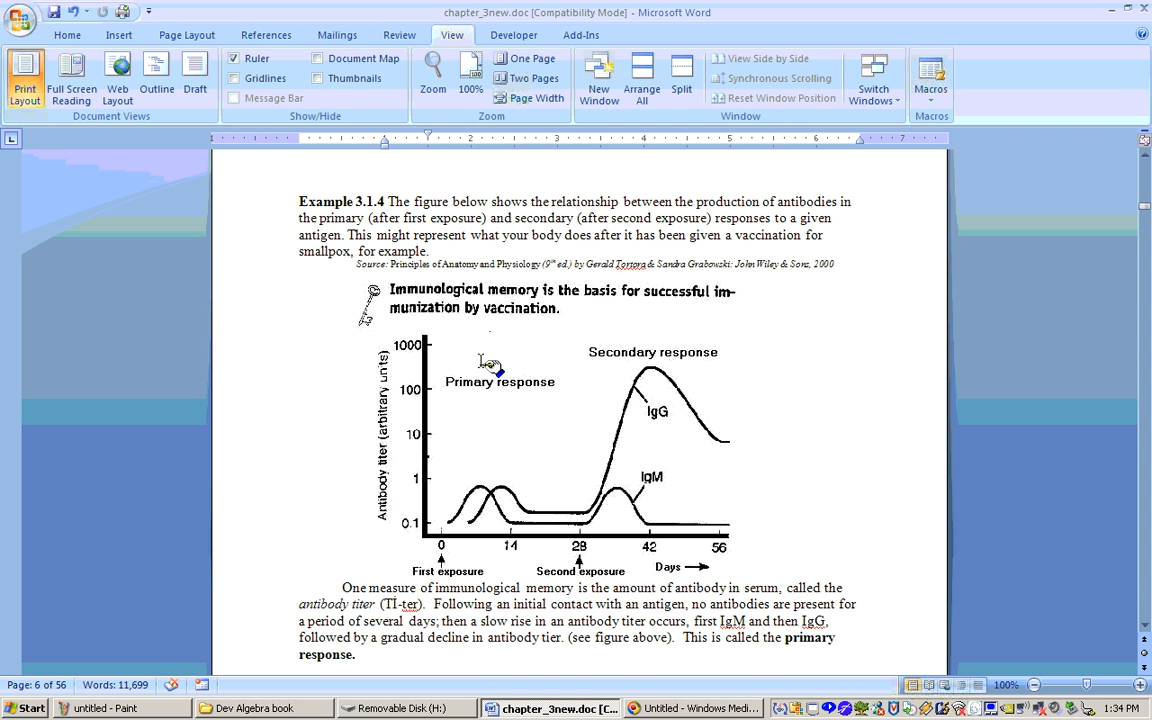 chapter_3new.doc [Compatibility Mode] - Microsoft Word
Home Insert Page Layout References Mailings Review View Developer Add-Ins
Print Layout
Full Screen Reading
Web Layout
Outline
Draft
Document Views
Ruler
Gridlines
Message Bar
Document Map
Thumbnails
Show/Hide
Zoom
100%
One Page
Two Pages
Page Width
Zoom
New Window
Arrange All
Split
View Side by Side
Synchronous Scrolling
Reset Window Position
Window
Switch Windows
Macros
Macros
1 1 2 3 4 5 6 7
Example 3.1.4 The figure below shows the relationship between the production of antibodies in
the primary (after first exposure) and secondary (after second exposure) responses to a given
antigen. This might represent what your body does after it has been given a vaccination for
smallpox, for example.
Source: Principles of Anatomy and Physiology (9th ed.) by Gerald Tortora & Sandra Grabowski: John Wiley & Sons, 2000
Immunological memory is the basis for successful im-
munization by vaccination.
Antibody titer (arbitrary units)
1000
100
10
1
0.1
Primary response
Secondary response
IgG
IgM
0 14 28 42 56
First exposure Second exposure Days
One measure of immunological memory is the amount of antibody in serum, called the
antibody titer (TI-ter). Following an initial contact with an antigen, no antibodies are present for
a period of several days; then a slow rise in an antibody titer occurs, first IgM and then IgG,
followed by a gradual decline in antibody tier. (see figure above). This is called the primary
response.
Page: 6 of 56 Words: 11,699 100%
Start untitled - Paint Dev Algebra book Removable Disk (H:) chapter_3new.doc [C... Untitled - Windows Medi... 1:34 PM